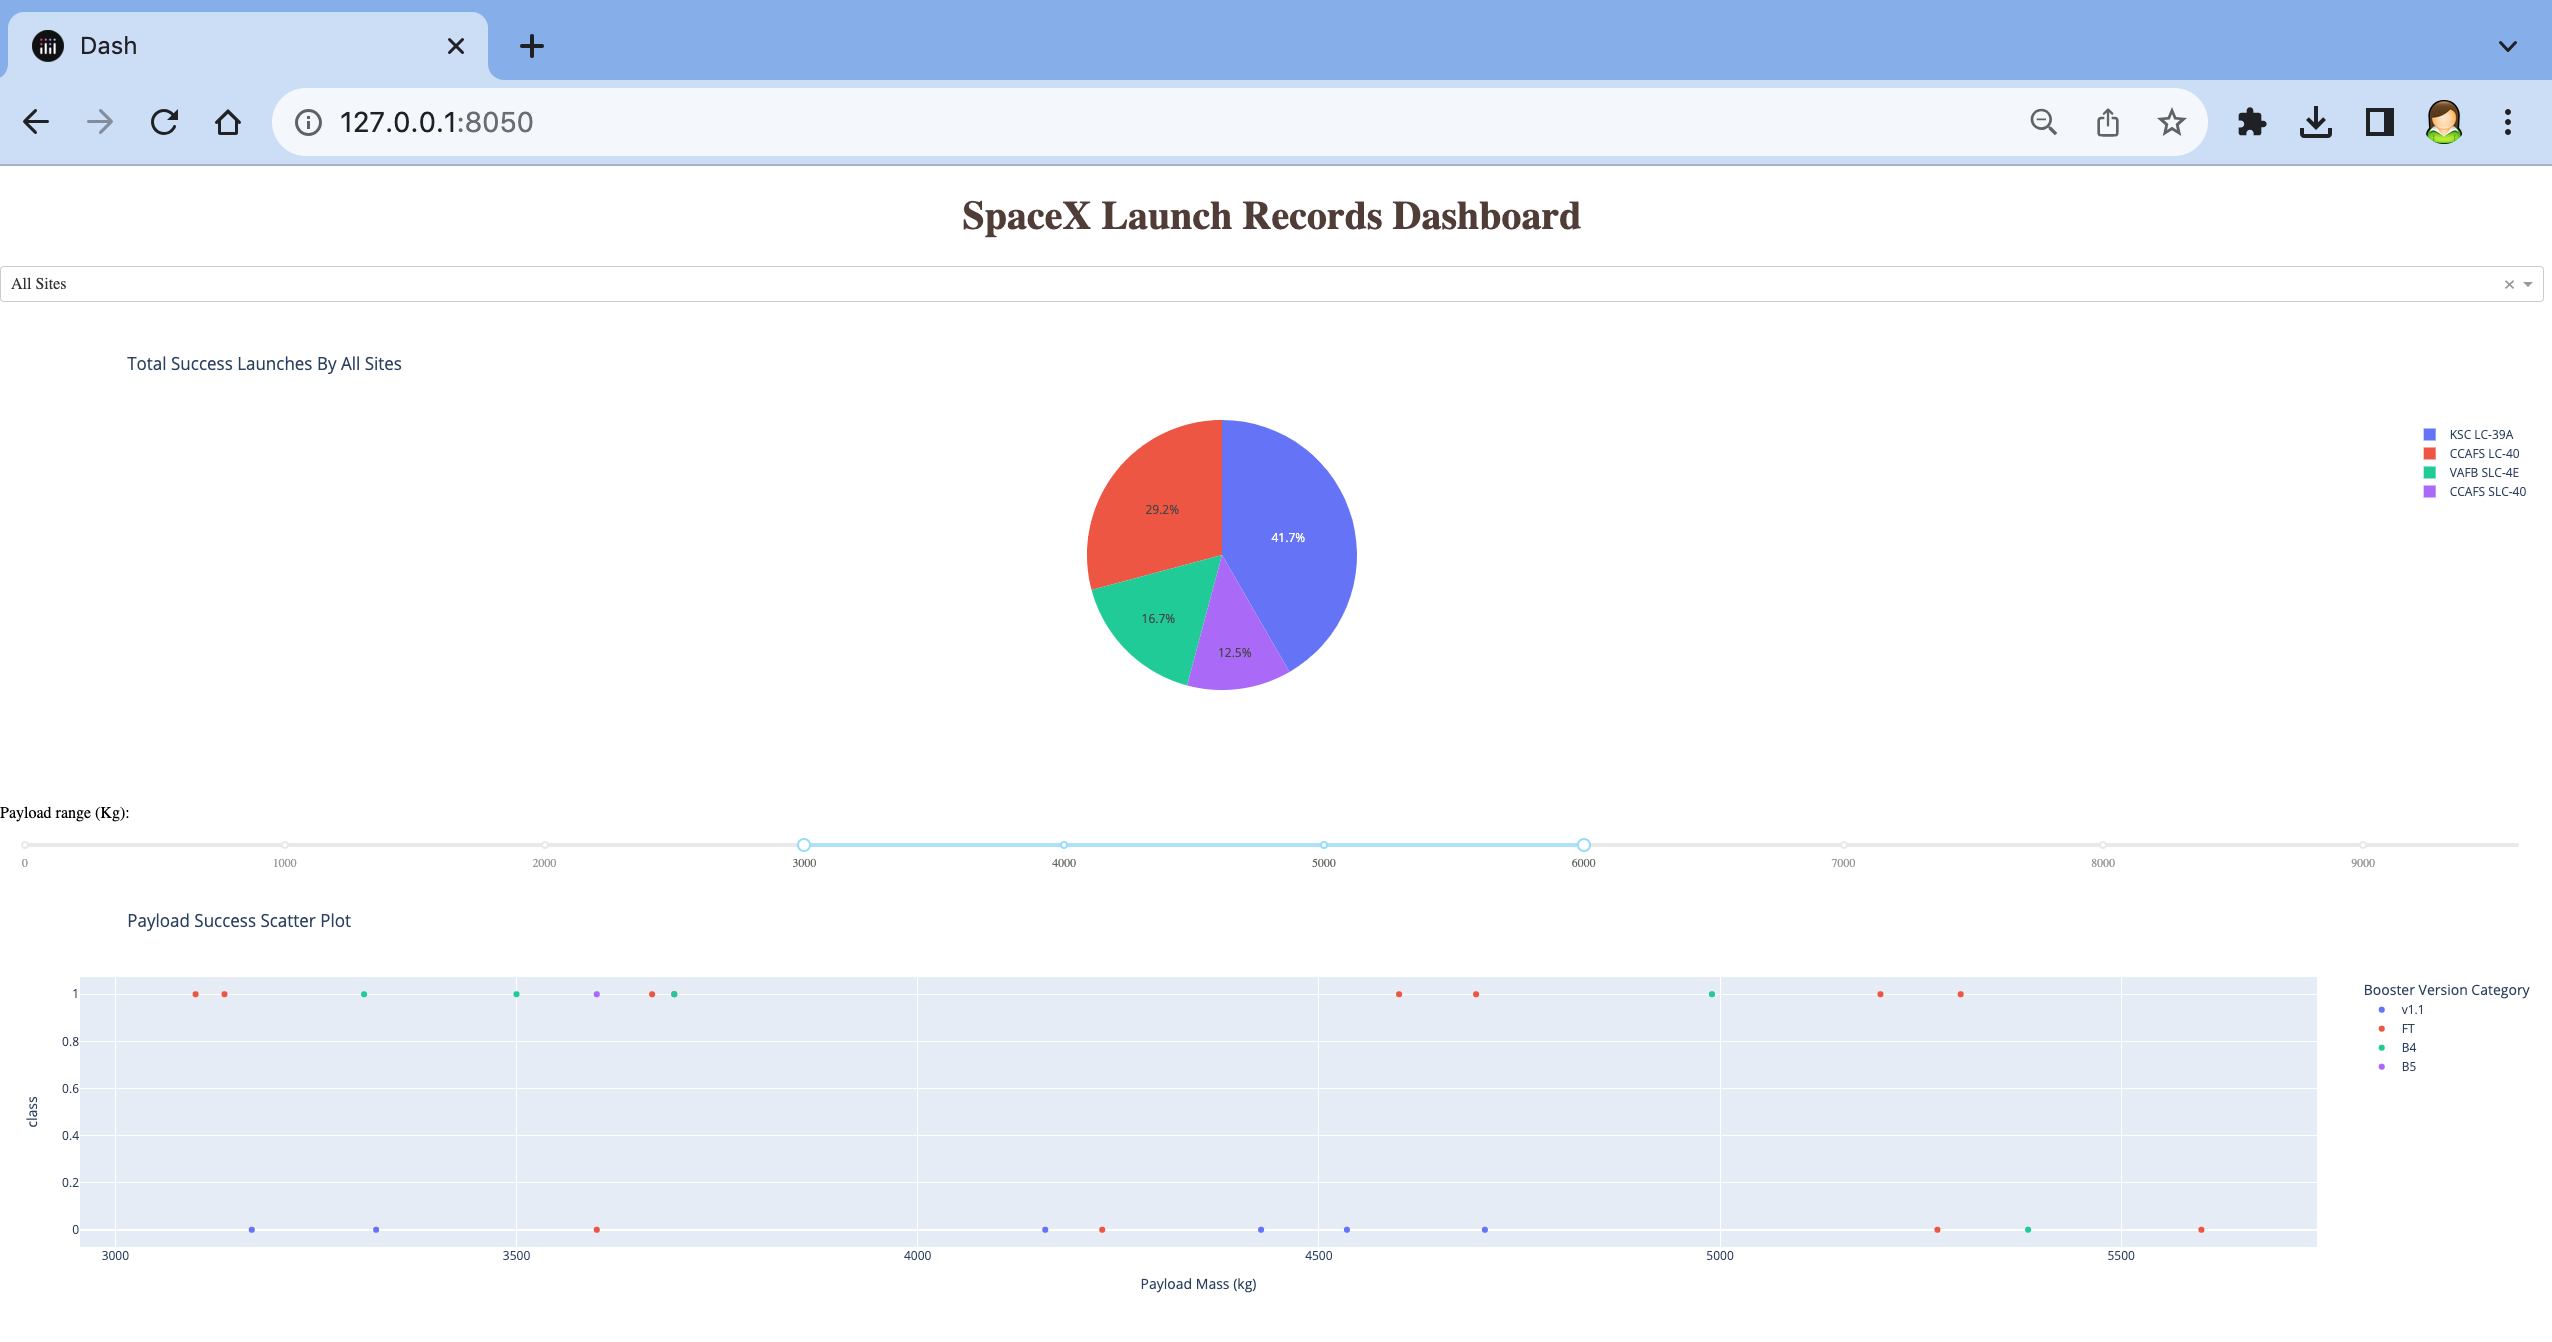 Dash
127.0.0.1:8050
SpaceX Launch Records Dashboard
All Sites
Total Success Launches By All Sites
KSC LC-39A
CCAFS LC-40
VAFB SLC-4E
CCAFS SLC-40
29.2%
41.7%
16.7%
12.5%
Payload range (Kg):
0 1000 2000 3000 4000 5000 6000 7000 8000 9000
Payload Success Scatter Plot
Booster Version Category
v1.1
FT
B4
B5
1
0.8
0.6
0.4
0.2
0
class
3000 3500 4000 4500 5000 5500
Payload Mass (kg)